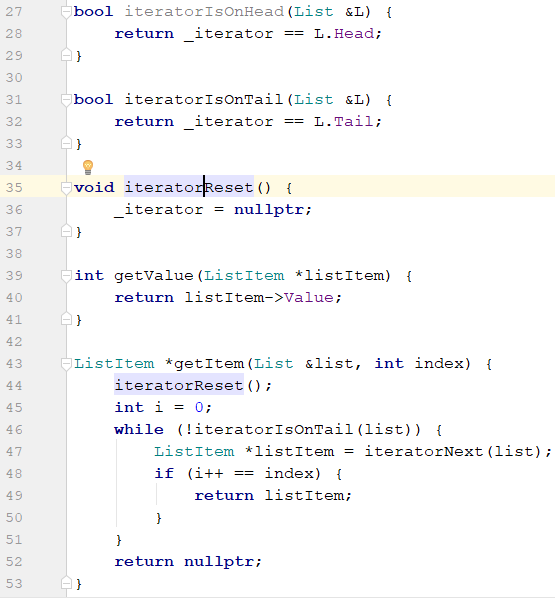 27 bool iteratorIsOnHead(List &L) {
28     return _iterator == L.Head;
29 }
30
31 bool iteratorIsOnTail(List &L) {
32     return _iterator == L.Tail;
33 }
34
35 void iteratorReset() {
36     _iterator = nullptr;
37 }
38
39 int getValue(ListItem *listItem) {
40     return listItem->Value;
41 }
42
43 ListItem *getItem(List &list, int index) {
44     iteratorReset();
45     int i = 0;
46     while (!iteratorIsOnTail(list)) {
47         ListItem *listItem = iteratorNext(list);
48         if (i++ == index) {
49             return listItem;
50         }
51     }
52     return nullptr;
53 }